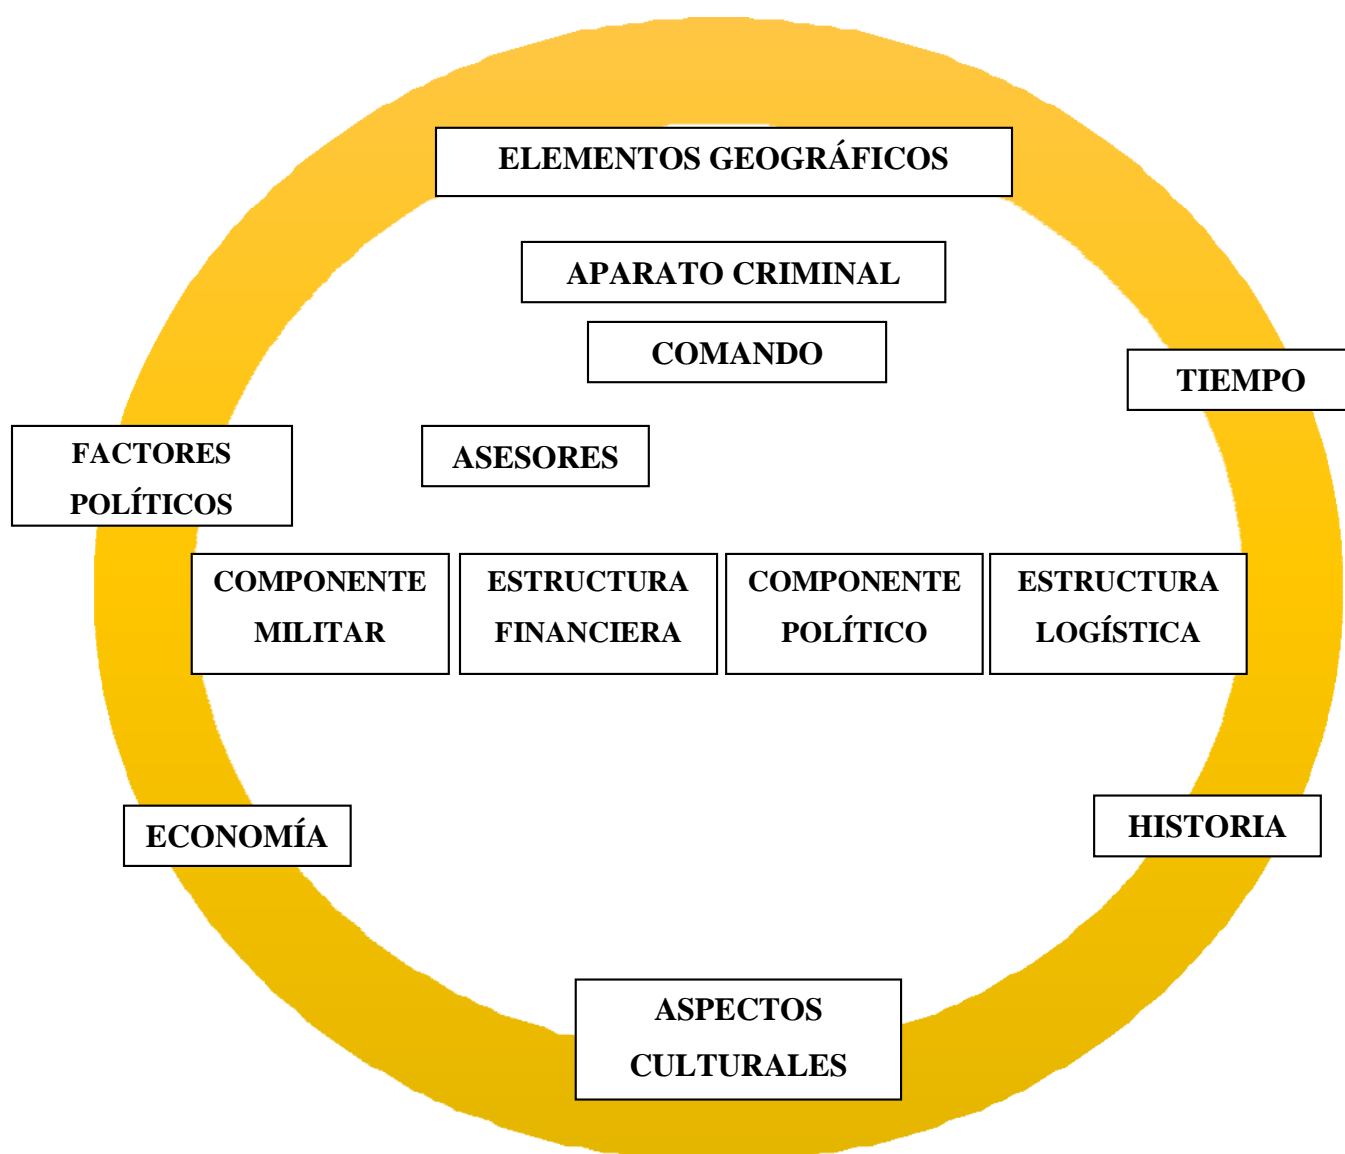 ELEMENTOS GEOGRÁFICOS
APARATO CRIMINAL
COMANDO
TIEMPO
FACTORES
POLÍTICOS
ASESORES
COMPONENTE
MILITAR
ESTRUCTURA
FINANCIERA
COMPONENTE
POLÍTICO
ESTRUCTURA
LOGÍSTICA
ECONOMÍA
HISTORIA
ASPECTOS
CULTURALES